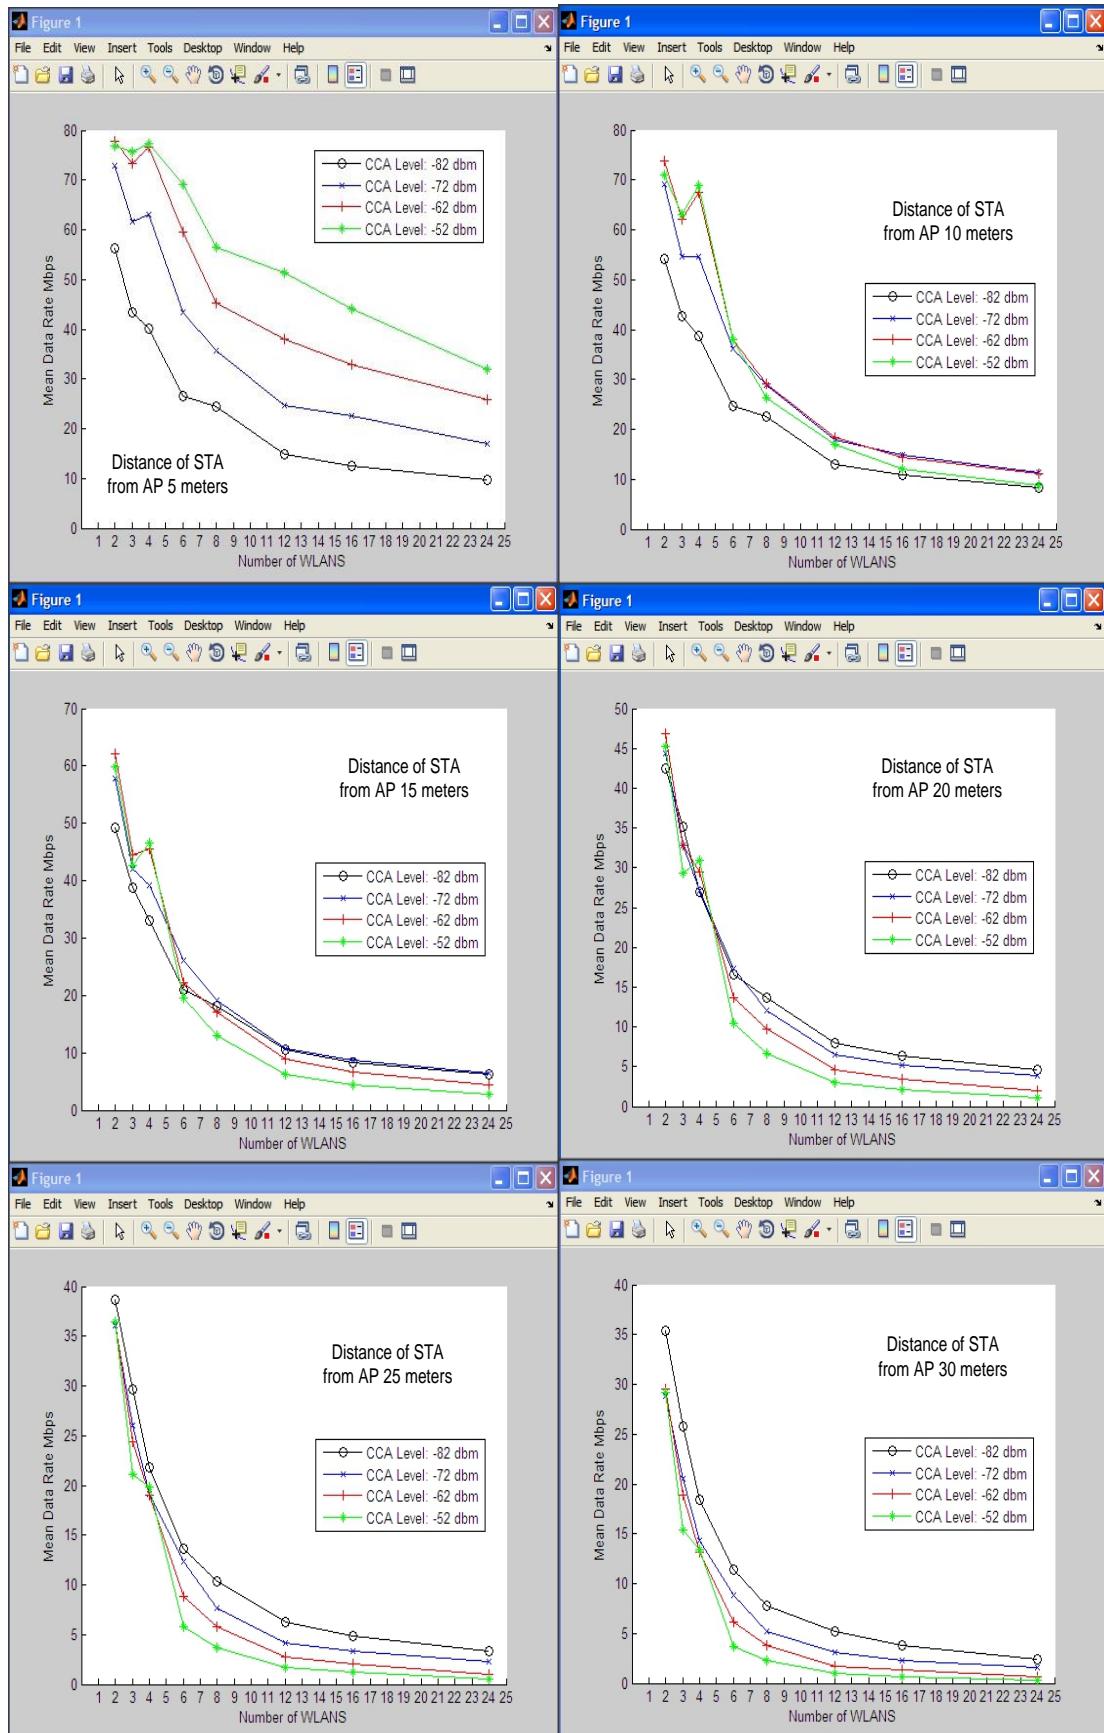 Figure 1
File Edit View Insert Tools Desktop Window Help
80
70
60
50
40
30
20
10
0
Mean Data Rate Mbps
CCA Level: -82 dbm
CCA Level: -72 dbm
CCA Level: -62 dbm
CCA Level: -52 dbm
Distance of STA
from AP 5 meters
1 2 3 4 5 6 7 8 9 10 11 12 13 14 15 16 17 18 19 20 21 22 23 24 25
Number of WLANS
Figure 1
File Edit View Insert Tools Desktop Window Help
80
70
60
50
40
30
20
10
0
Mean Data Rate Mbps
Distance of STA
from AP 10 meters
CCA Level: -82 dbm
CCA Level: -72 dbm
CCA Level: -62 dbm
CCA Level: -52 dbm
1 2 3 4 5 6 7 8 9 10 11 12 13 14 15 16 17 18 19 20 21 22 23 24 25
Number of WLANS
Figure 1
File Edit View Insert Tools Desktop Window Help
70
60
50
40
30
20
10
0
Mean Data Rate Mbps
Distance of STA
from AP 15 meters
CCA Level: -82 dbm
CCA Level: -72 dbm
CCA Level: -62 dbm
CCA Level: -52 dbm
1 2 3 4 5 6 7 8 9 10 11 12 13 14 15 16 17 18 19 20 21 22 23 24 25
Number of WLANS
Figure 1
File Edit View Insert Tools Desktop Window Help
50
45
40
35
30
25
20
15
10
5
0
Mean Data Rate Mbps
Distance of STA
from AP 20 meters
CCA Level: -82 dbm
CCA Level: -72 dbm
CCA Level: -62 dbm
CCA Level: -52 dbm
1 2 3 4 5 6 7 8 9 10 11 12 13 14 15 16 17 18 19 20 21 22 23 24 25
Number of WLANS
Figure 1
File Edit View Insert Tools Desktop Window Help
40
35
30
25
20
15
10
5
0
Mean Data Rate Mbps
Distance of STA
from AP 25 meters
CCA Level: -82 dbm
CCA Level: -72 dbm
CCA Level: -62 dbm
CCA Level: -52 dbm
1 2 3 4 5 6 7 8 9 10 11 12 13 14 15 16 17 18 19 20 21 22 23 24 25
Number of WLANS
Figure 1
File Edit View Insert Tools Desktop Window Help
40
35
30
25
20
15
10
5
0
Mean Data Rate Mbps
Distance of STA
from AP 30 meters
CCA Level: -82 dbm
CCA Level: -72 dbm
CCA Level: -62 dbm
CCA Level: -52 dbm
1 2 3 4 5 6 7 8 9 10 11 12 13 14 15 16 17 18 19 20 21 22 23 24 25
Number of WLANS